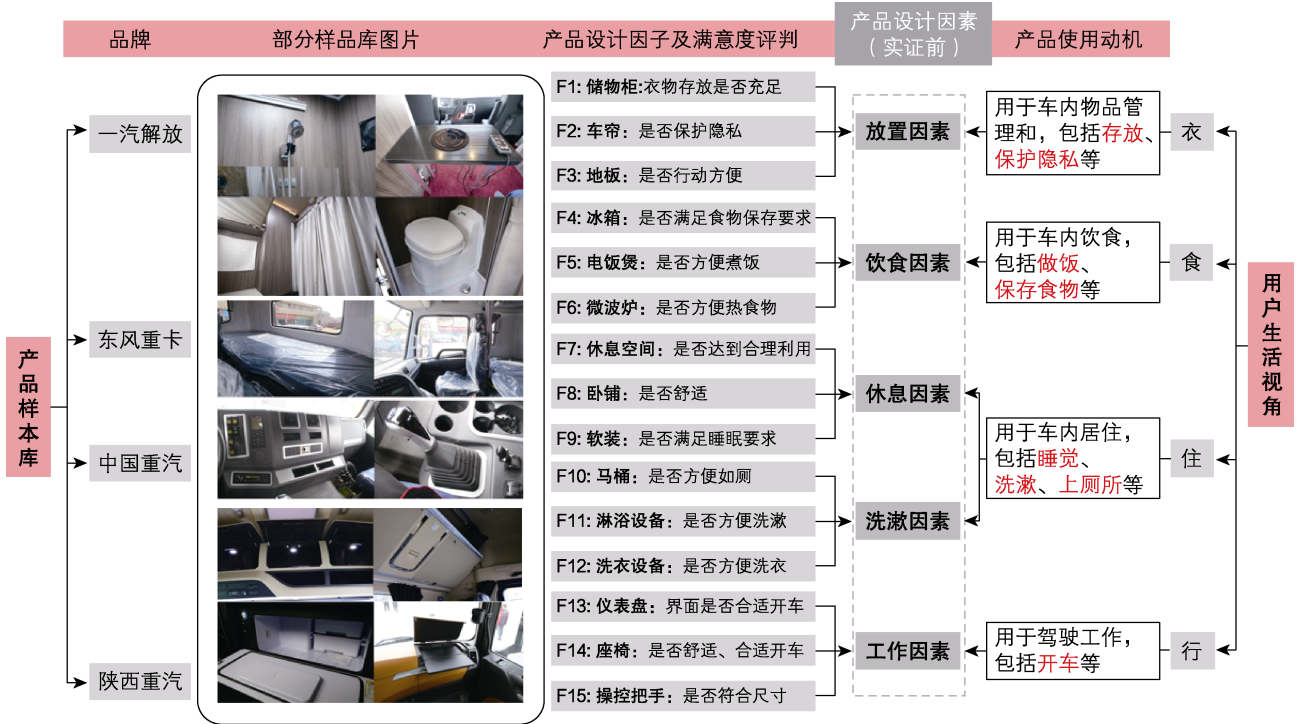 品牌
部分样品库图片
产品设计因子及满意度评判
产品设计因素
（实证前）
产品使用动机
产品样本库
一汽解放
东风重卡
中国重汽
陕西重汽
F1: 储物柜:衣物存放是否充足
F2: 车帘：是否保护隐私
F3: 地板：是否行动方便
F4: 冰箱：是否满足食物保存要求
F5: 电饭煲：是否方便煮饭
F6: 微波炉：是否方便热食物
F7: 休息空间：是否达到合理利用
F8: 卧铺：是否舒适
F9: 软装：是否满足睡眠要求
F10: 马桶：是否方便如厕
F11: 淋浴设备：是否方便洗漱
F12: 洗衣设备：是否方便洗衣
F13: 仪表盘：界面是否合适开车
F14: 座椅：是否舒适、合适开车
F15: 操控把手：是否符合尺寸
放置因素
饮食因素
休息因素
洗漱因素
工作因素
用于车内物品管
理和，包括存放、
保护隐私等
用于车内饮食，
包括做饭、
保存食物等
用于车内居住，
包括睡觉、
洗漱、上厕所等
用于驾驶工作，
包括开车等
衣
食
住
行
用户生活视角